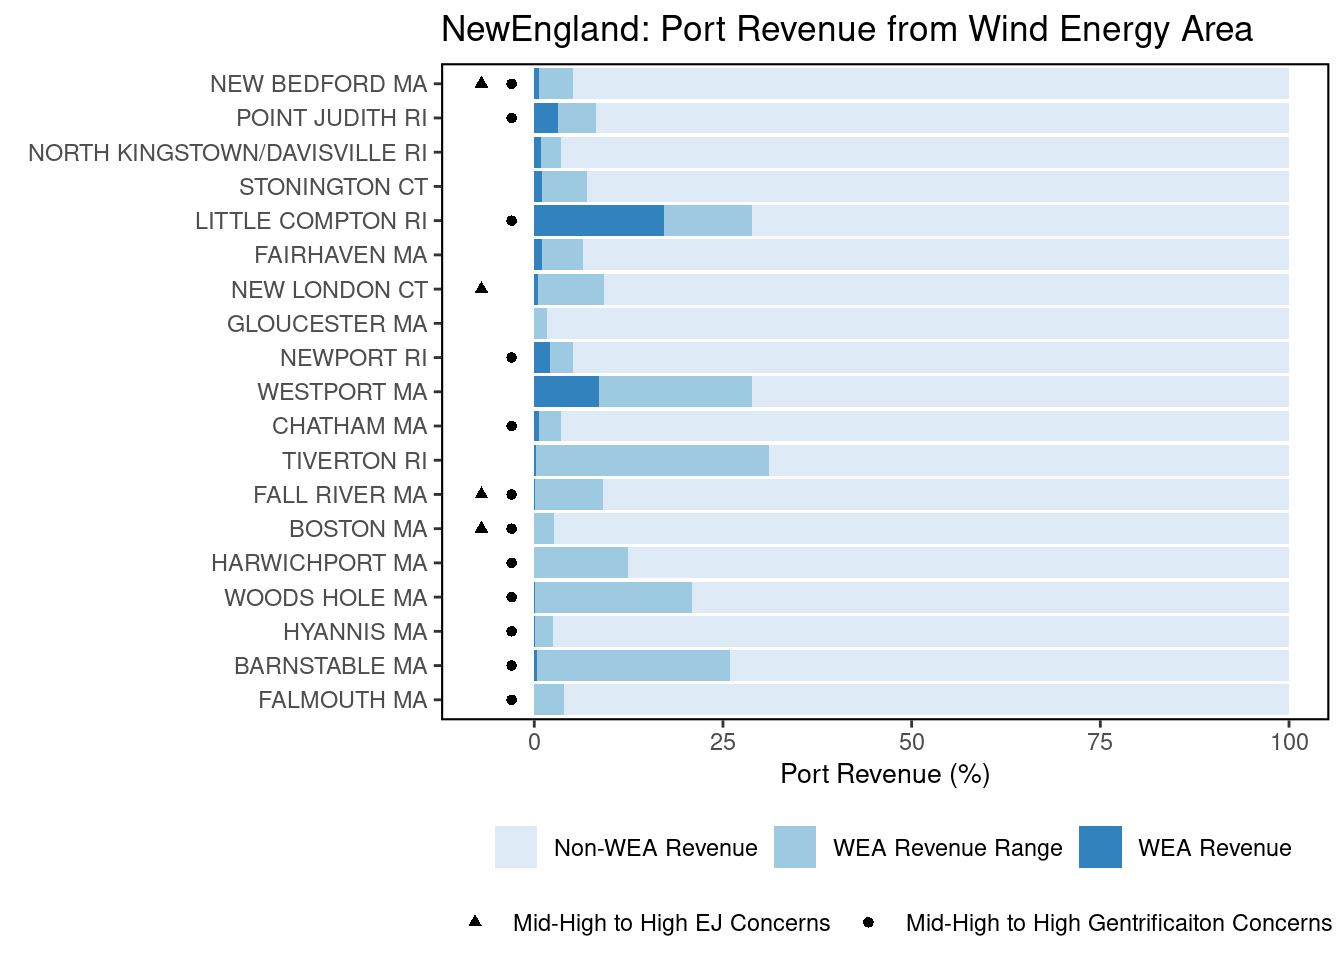 NewEngland: Port Revenue from Wind Energy Area
NEW BEDFORD MA
POINT JUDITH RI
NORTH KINGSTOWN/DAVISVILLE RI
STONINGTON CT
LITTLE COMPTON RI
FAIRHAVEN MA
NEW LONDON CT
GLOUCESTER MA
NEWPORT RI
WESTPORT MA
CHATHAM MA
TIVERTON RI
FALL RIVER MA
BOSTON MA
HARWICHPORT MA
WOODS HOLE MA
HYANNIS MA
BARNSTABLE MA
FALMOUTH MA
0 25 50 75 100
Port Revenue (%)
Non-WEA Revenue WEA Revenue Range WEA Revenue
Mid-High to High EJ Concerns Mid-High to High Gentrificaiton Concerns